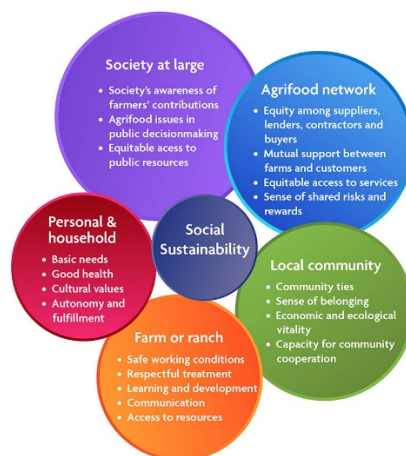 Society at large
• Society's awareness of
farmers' contributions
• Agrifood issues in
public decisionmaking
• Equitable access to
public resources
Agrifood network
• Equity among suppliers,
lenders, contractors and
buyers
• Mutual support between
farms and customers
• Equitable access to services
• Sense of shared risks and
rewards
Personal &
household
• Basic needs
• Good health
• Cultural values
• Autonomy and
fulfillment
Social
Sustainability
Local community
• Community ties
• Sense of belonging
• Economic and ecological
vitality
• Capacity for community
cooperation
Farm or ranch
• Safe working conditions
• Respectful treatment
• Learning and development
• Communication
• Access to resources